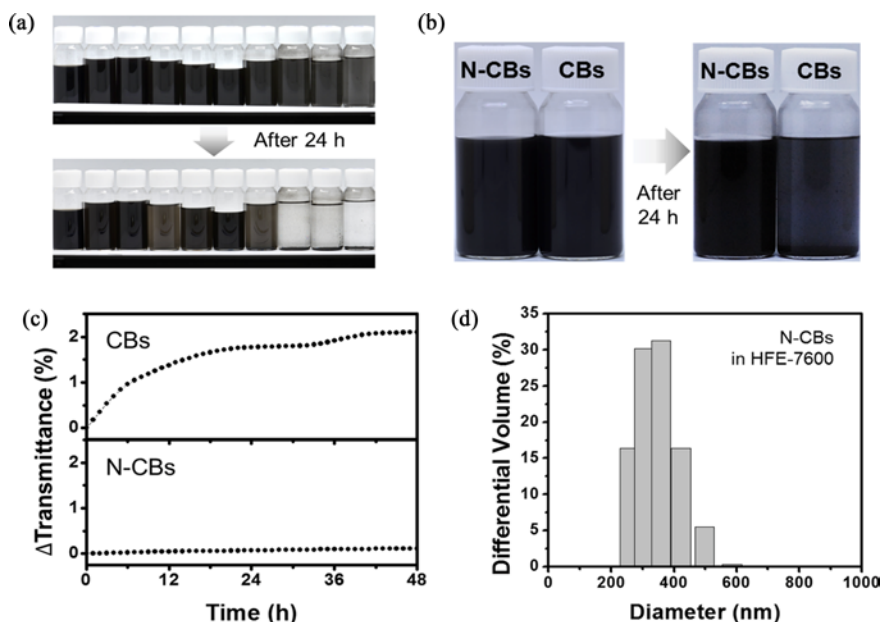 (a)
After 24 h
(b)
N-CBs CBs
N-CBs CBs
After
24 h
(c)
ΔTransmittance (%)
2
1
0
CBs
2
1
0
N-CBs
0 12 24 36 48
Time (h)
(d)
Differential Volume (%)
35
30
25
20
15
10
5
0
N-CBs
in HFE-7600
0 200 400 600 800 1000
Diameter (nm)